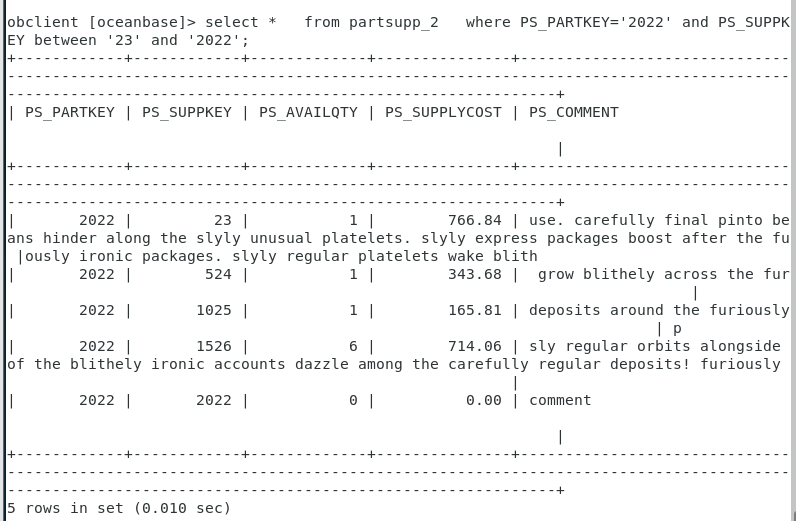 obclient [oceanbase]> select *   from partsupp_2   where PS_PARTKEY='2022' and PS_SUPPK
EY between '23' and '2022';
+------------+------------+-------------+---------------+------------------------------
---------------------------------------------------------------------------------------
-------------------------------------------------------------+
| PS_PARTKEY | PS_SUPPKEY | PS_AVAILQTY | PS_SUPPLYCOST | PS_COMMENT
                                                             |
+------------+------------+-------------+---------------+------------------------------
---------------------------------------------------------------------------------------
-------------------------------------------------------------+
|       2022 |         23 |           1 |        766.84 | use. carefully final pinto be
ans hinder along the slyly unusual platelets. slyly express packages boost after the fu
 |ously ironic packages. slyly regular platelets wake blith
|       2022 |        524 |           1 |        343.68 |  grow blithely across the fur
                                                                            |
|       2022 |       1025 |           1 |        165.81 | deposits around the furiously
                                                                        | p
|       2022 |       1526 |           6 |        714.06 | sly regular orbits alongside
of the blithely ironic accounts dazzle among the carefully regular deposits! furiously
                                                        |
|       2022 |       2022 |           0 |          0.00 | comment
                                                             |
+------------+------------+-------------+---------------+------------------------------
---------------------------------------------------------------------------------------
-------------------------------------------------------------+
5 rows in set (0.010 sec)